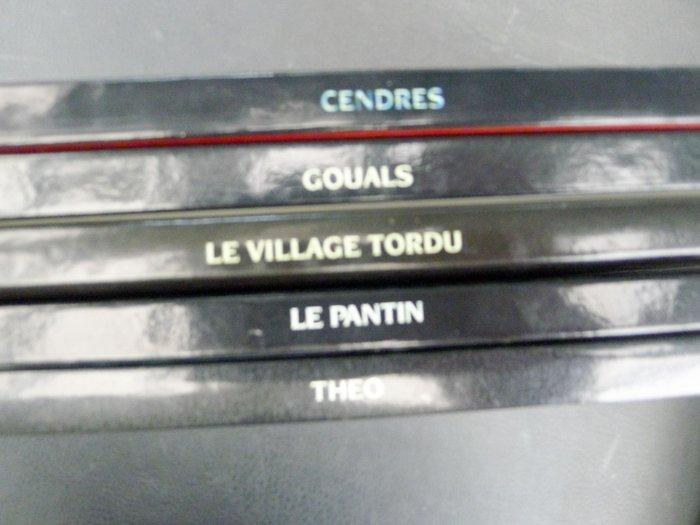 CENDRES
GOUALS
LE VILLAGE TORDU
LE PANTIN
THEO